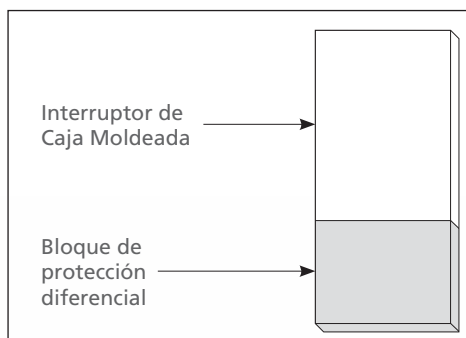 Interruptor de
Caja Moldeada
Bloque de
protección
diferencial